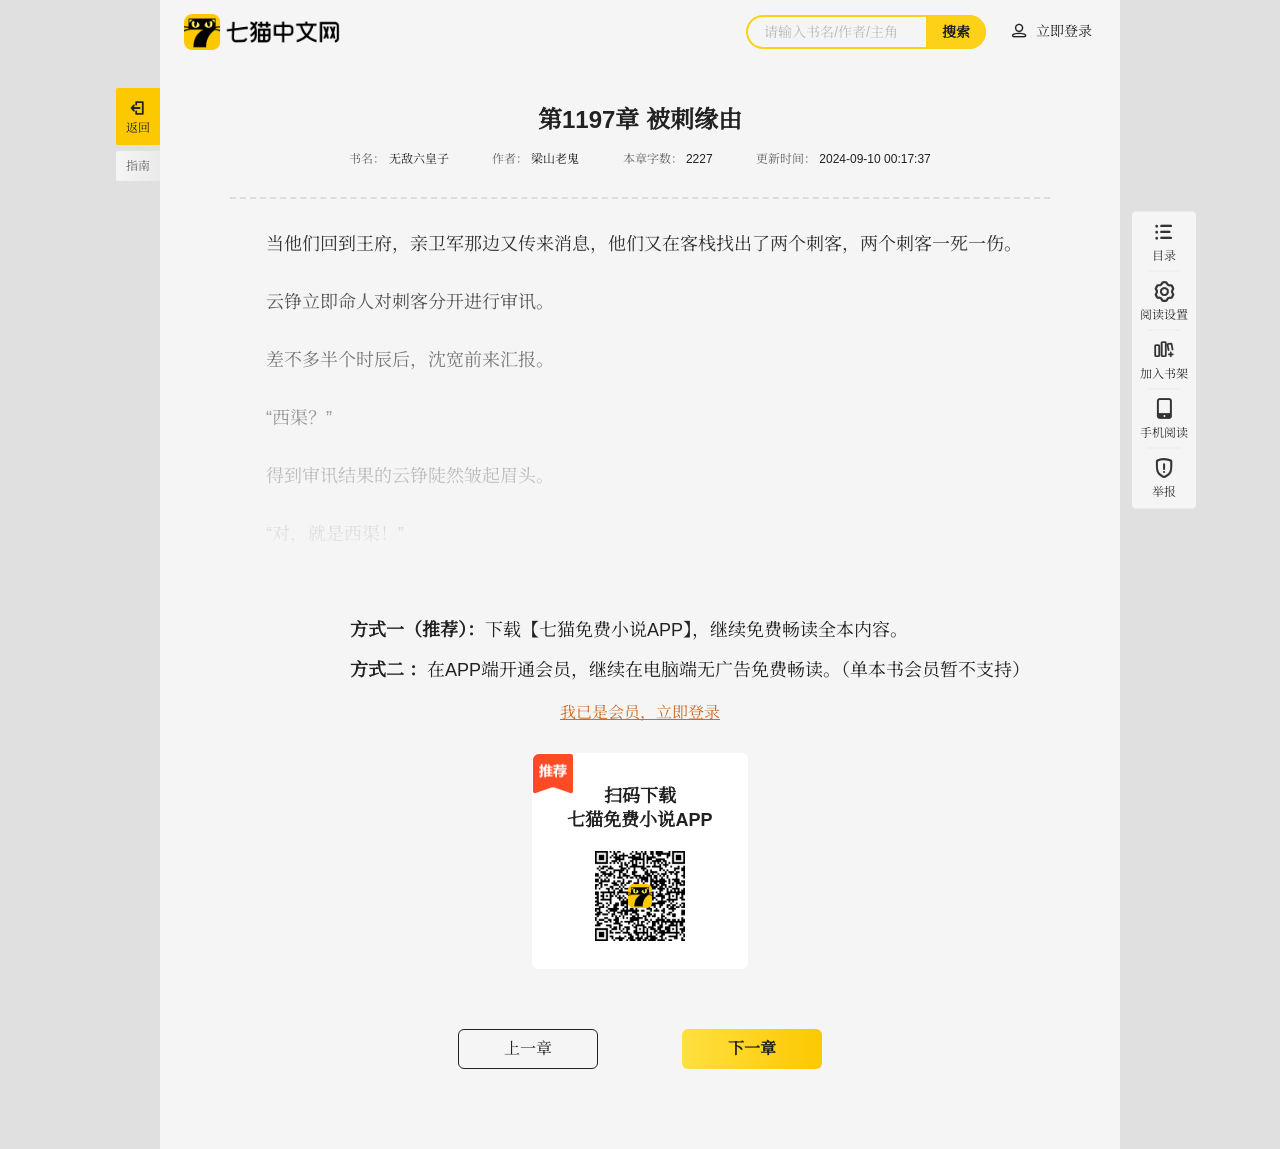 七猫中文网
请输入书名/作者/主角
搜索
立即登录
返回
指南
第1197章 被刺缘由
书名： 无敌六皇子 作者： 梁山老鬼 本章字数： 2227 更新时间： 2024-09-10 00:17:37
当他们回到王府，亲卫军那边又传来消息，他们又在客栈找出了两个刺客，两个刺客一死一伤。
云铮立即命人对刺客分开进行审讯。
差不多半个时辰后，沈宽前来汇报。
“西渠？”
得到审讯结果的云铮陡然皱起眉头。
“对，就是西渠！”
目录
阅读设置
加入书架
手机阅读
举报
方式一（推荐）：下载【七猫免费小说APP】，继续免费畅读全本内容。
方式二 ： 在APP端开通会员，继续在电脑端无广告免费畅读。（单本书会员暂不支持）
我已是会员，立即登录
推荐
扫码下载
七猫免费小说APP
上一章
下一章